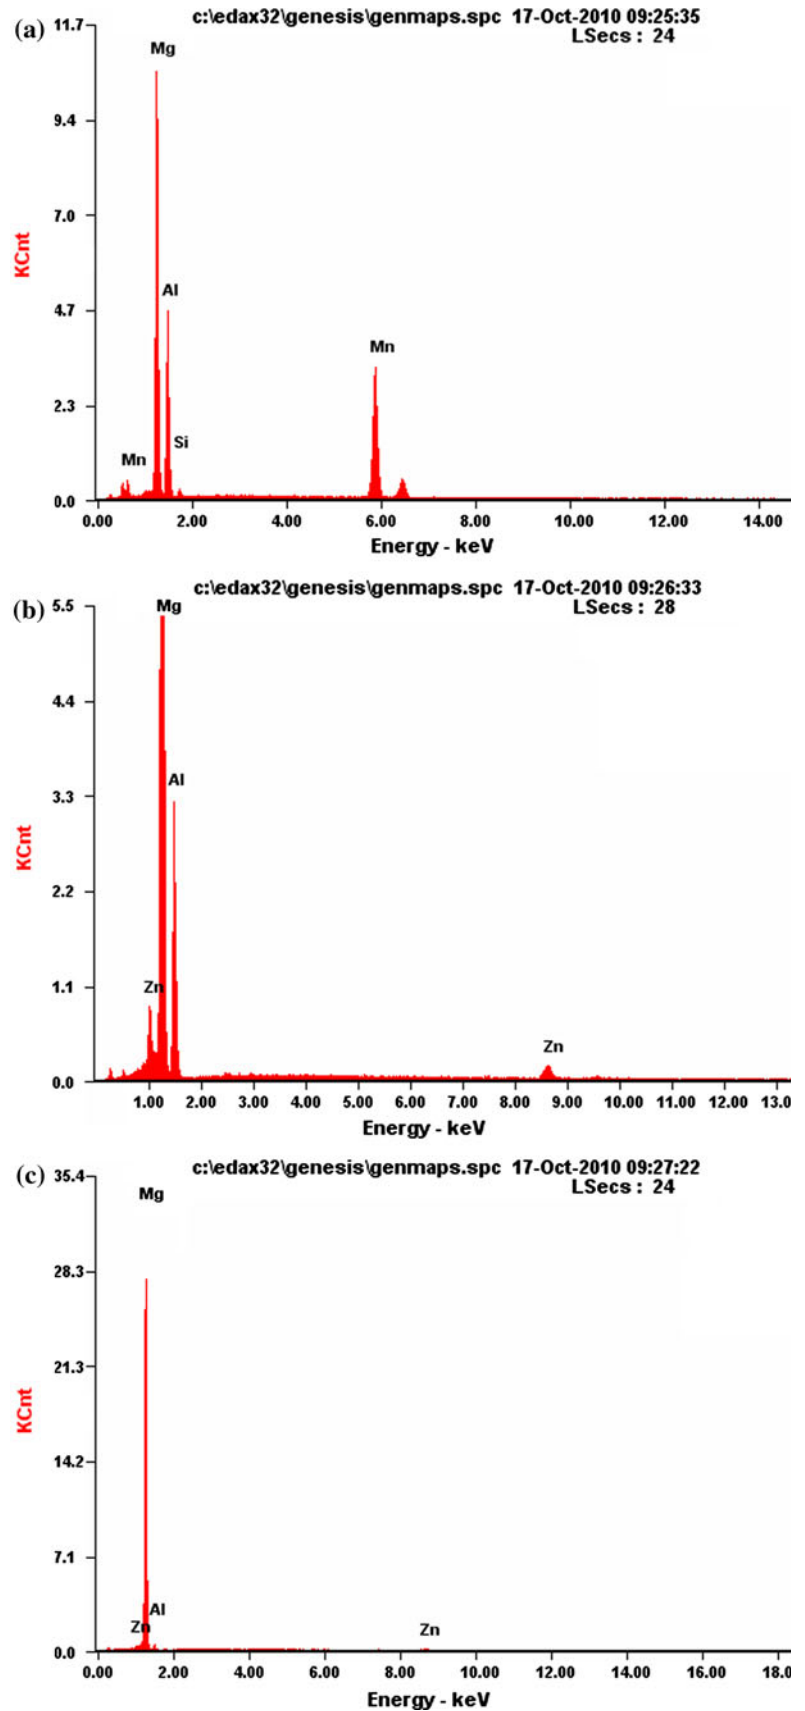 (a)
c:\edax32\genesis\genmaps.spc 17-Oct-2010 09:25:35
LSecs : 24
11.7
9.4
7.0
4.7
2.3
0.0
KCnt
Mg
Al
Si
Mn
Mn
0.00 2.00 4.00 6.00 8.00 10.00 12.00 14.00
Energy - keV
(b)
c:\edax32\genesis\genmaps.spc 17-Oct-2010 09:26:33
LSecs : 28
5.5
4.4
3.3
2.2
1.1
0.0
KCnt
Mg
Al
Zn
Zn
1.00 2.00 3.00 4.00 5.00 6.00 7.00 8.00 9.00 10.00 11.00 12.00 13.0
Energy - keV
(c)
c:\edax32\genesis\genmaps.spc 17-Oct-2010 09:27:22
LSecs : 24
35.4
28.3
21.3
14.2
7.1
0.0
KCnt
Mg
Al
Zn
Zn
0.00 2.00 4.00 6.00 8.00 10.00 12.00 14.00 16.00 18.0
Energy - keV